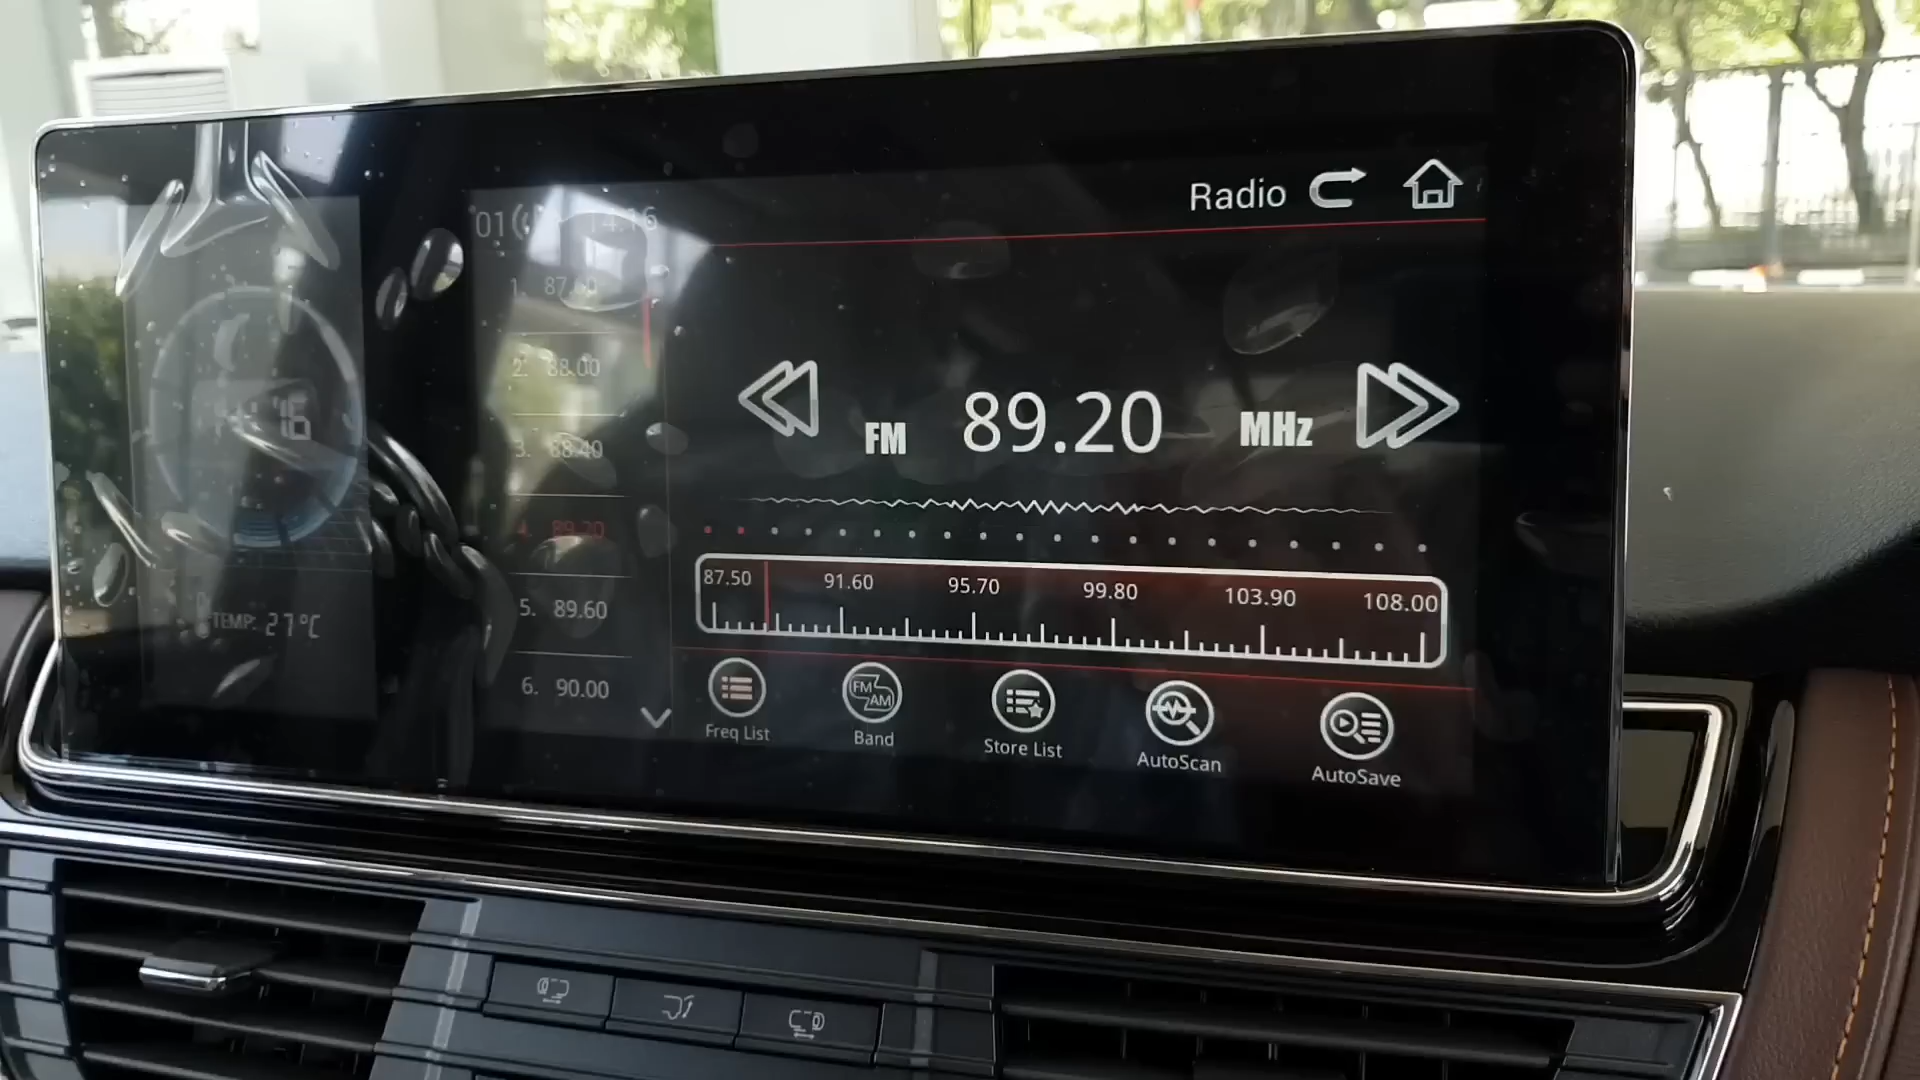 Radio
01 14:16
1. 87.
2. 88.00
3. 88.40
4. 89.20
5. 89.60
6. 90.00
FM 89.20 MHz
87.50 91.60 95.70 99.80 103.90 108.00
Freq List
FM AM
Band
Store List
AutoScan
AutoSave
TEMP: 27°C